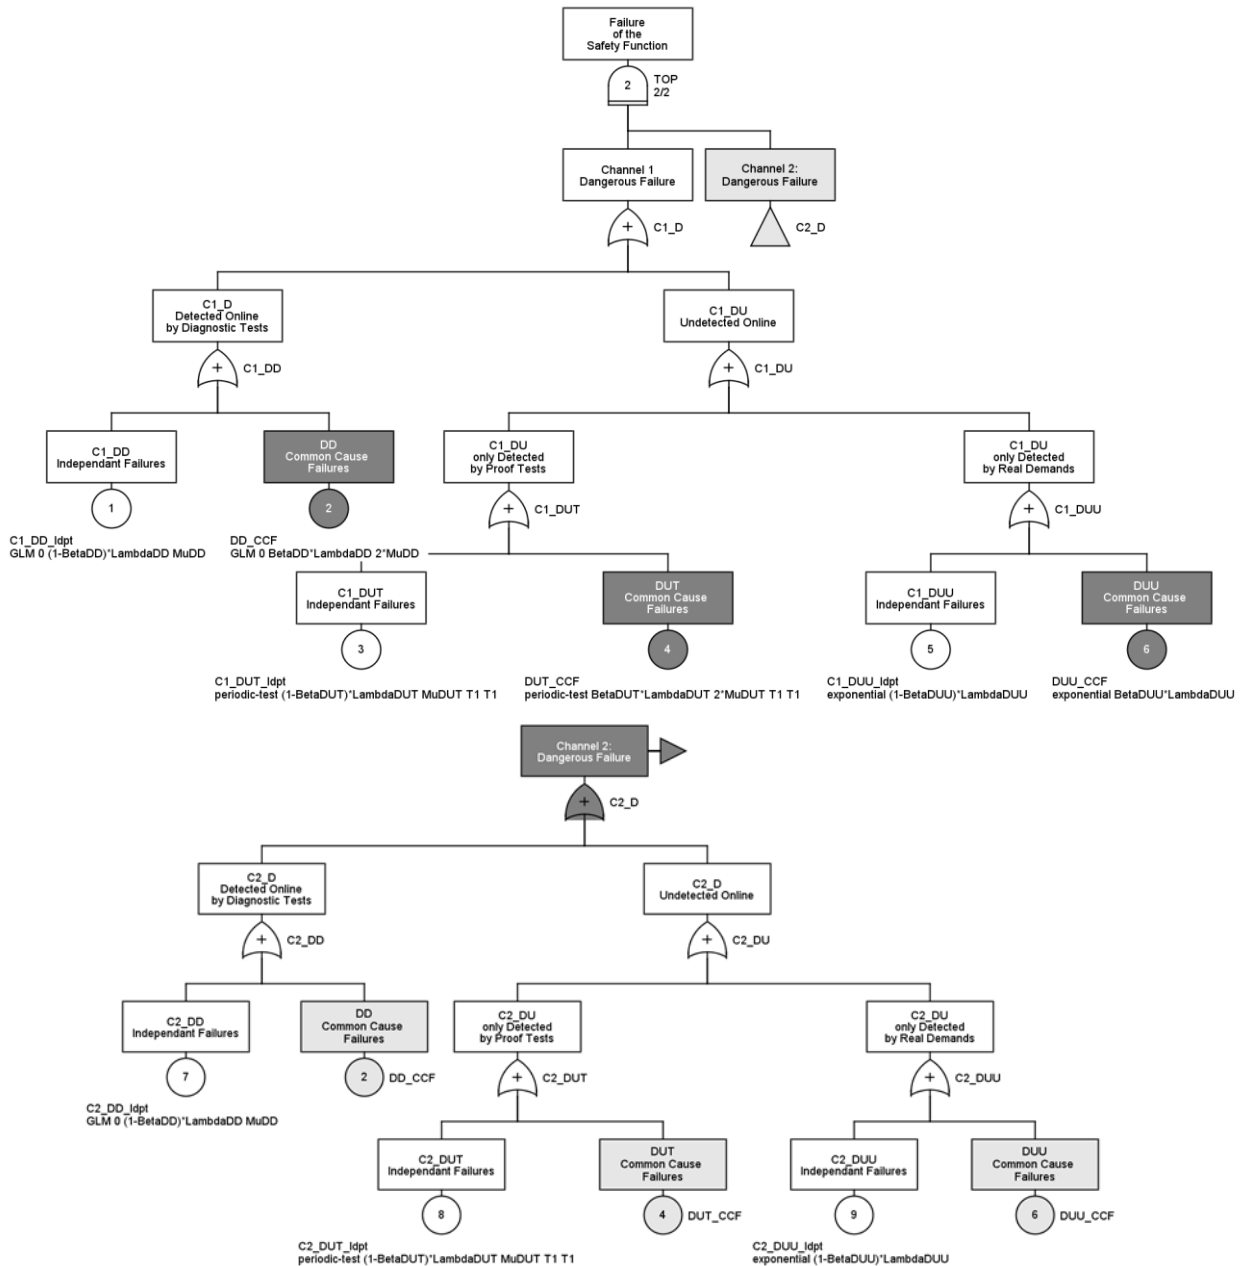 Failure
of the
Safety Function
2
TOP
2/2
Channel 1
Dangerous Failure
Channel 2:
Dangerous Failure
+
C1_D
C2_D
C1_D
Detected Online
by Diagnostic Tests
C1_DU
Undetected Online
+
C1_DD
+
C1_DU
C1_DD
Independant Failures
DD
Common Cause
Failures
C1_DU
only Detected
by Proof Tests
C1_DU
only Detected
by Real Demands
1
2
+
C1_DUT
+
C1_DUU
C1_DD_Idpt
GLM 0 (1-BetaDD)*LambdaDD MuDD
DD_CCF
GLM 0 BetaDD*LambdaDD 2*MuDD
C1_DUT
Independant Failures
DUT
Common Cause
Failures
C1_DUU
Independant Failures
DUU
Common Cause
Failures
3
4
5
6
C1_DUT_Idpt
periodic-test (1-BetaDUT)*LambdaDUT MuDUT T1 T1
DUT_CCF
periodic-test BetaDUT*LambdaDUT 2*MuDUT T1 T1
C1_DUU_Idpt
exponential (1-BetaDUU)*LambdaDUU
DUU_CCF
exponential BetaDUU*LambdaDUU
Channel 2:
Dangerous Failure
+
C2_D
C2_D
Detected Online
by Diagnostic Tests
C2_D
Undetected Online
+
C2_DD
+
C2_DU
C2_DD
Independant Failures
DD
Common Cause
Failures
C2_DU
only Detected
by Proof Tests
C2_DU
only Detected
by Real Demands
7
2
DD_CCF
+
C2_DUT
+
C2_DUU
C2_DD_Idpt
GLM 0 (1-BetaDD)*LambdaDD MuDD
C2_DUT
Independant Failures
DUT
Common Cause
Failures
C2_DUU
Independant Failures
DUU
Common Cause
Failures
8
4
DUT_CCF
9
6
DUU_CCF
C2_DUT_Idpt
periodic-test (1-BetaDUT)*LambdaDUT MuDUT T1 T1
C2_DUU_Idpt
exponential (1-BetaDUU)*LambdaDUU